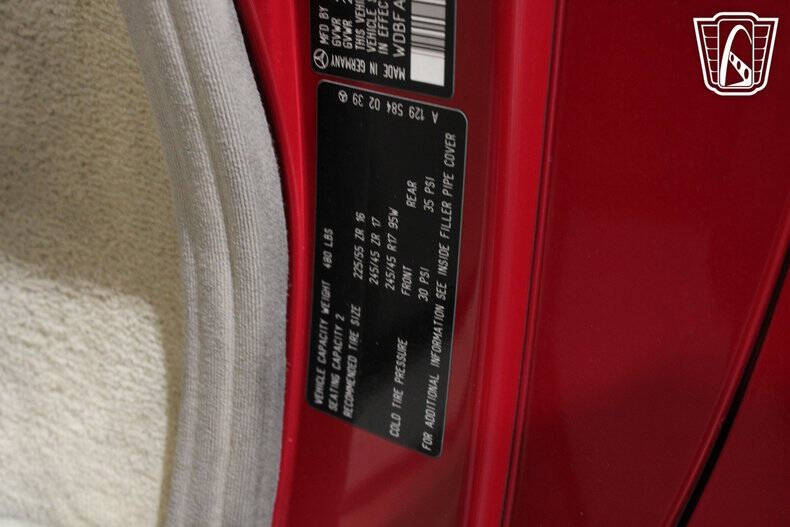 MFD BY
GVWR
GVWR
THIS VEHI
VEHICLE S
IN EFFEC
WDBFA
MADE IN GERMANY
A 129 584 02 39
VEHICLE CAPACITY WEIGHT 480 LBS
SEATING CAPACITY 2
RECOMMENDED TIRE SIZE 225/55 ZR 16
245/45 ZR 17
245/45 R17 95W
FRONT REAR
COLD TIRE PRESSURE 30 PSI 35 PSI
FOR ADDITIONAL INFORMATION SEE INSIDE FILLER PIPE COVER